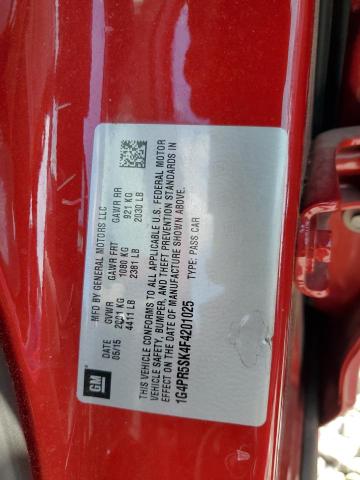 MFD BY GENERAL MOTORS LLC
DATE GVWR GAWR FRT GAWR RR
05/15 2001 KG 1080 KG 921 KG
4411 LB 2381 LB 2030 LB
THIS VEHICLE CONFORMS TO ALL APPLICABLE U.S. FEDERAL MOTOR
VEHICLE SAFETY, BUMPER, AND THEFT PREVENTION STANDARDS IN
EFFECT ON THE DATE OF MANUFACTURE SHOWN ABOVE.
1G4PR5SK4F4201025 TYPE: PASS CAR
GM